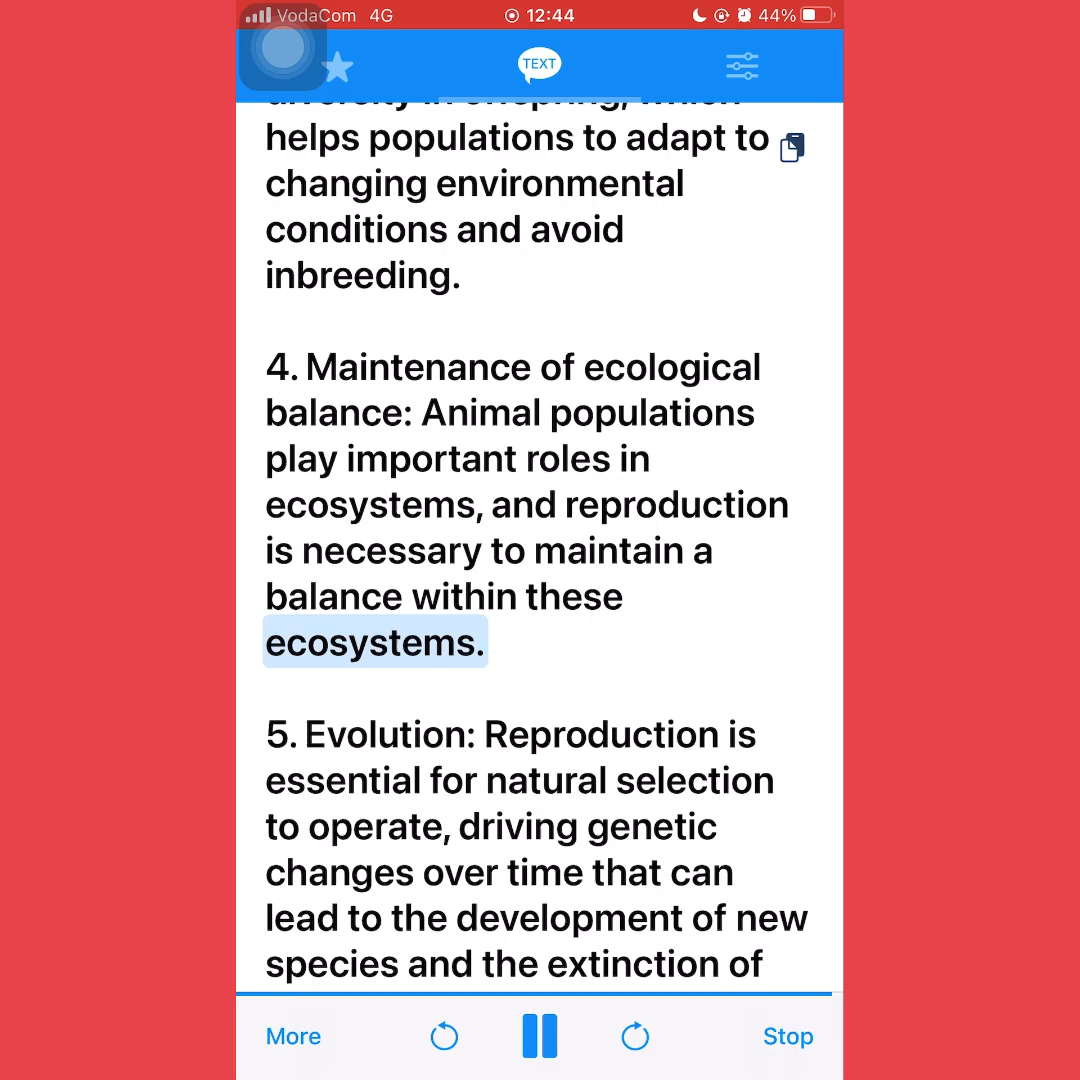 VodaCom 4G 12:44 44%
TEXT
helps populations to adapt to
changing environmental
conditions and avoid
inbreeding.
4. Maintenance of ecological
balance: Animal populations
play important roles in
ecosystems, and reproduction
is necessary to maintain a
balance within these
ecosystems.
5. Evolution: Reproduction is
essential for natural selection
to operate, driving genetic
changes over time that can
lead to the development of new
species and the extinction of
More Stop